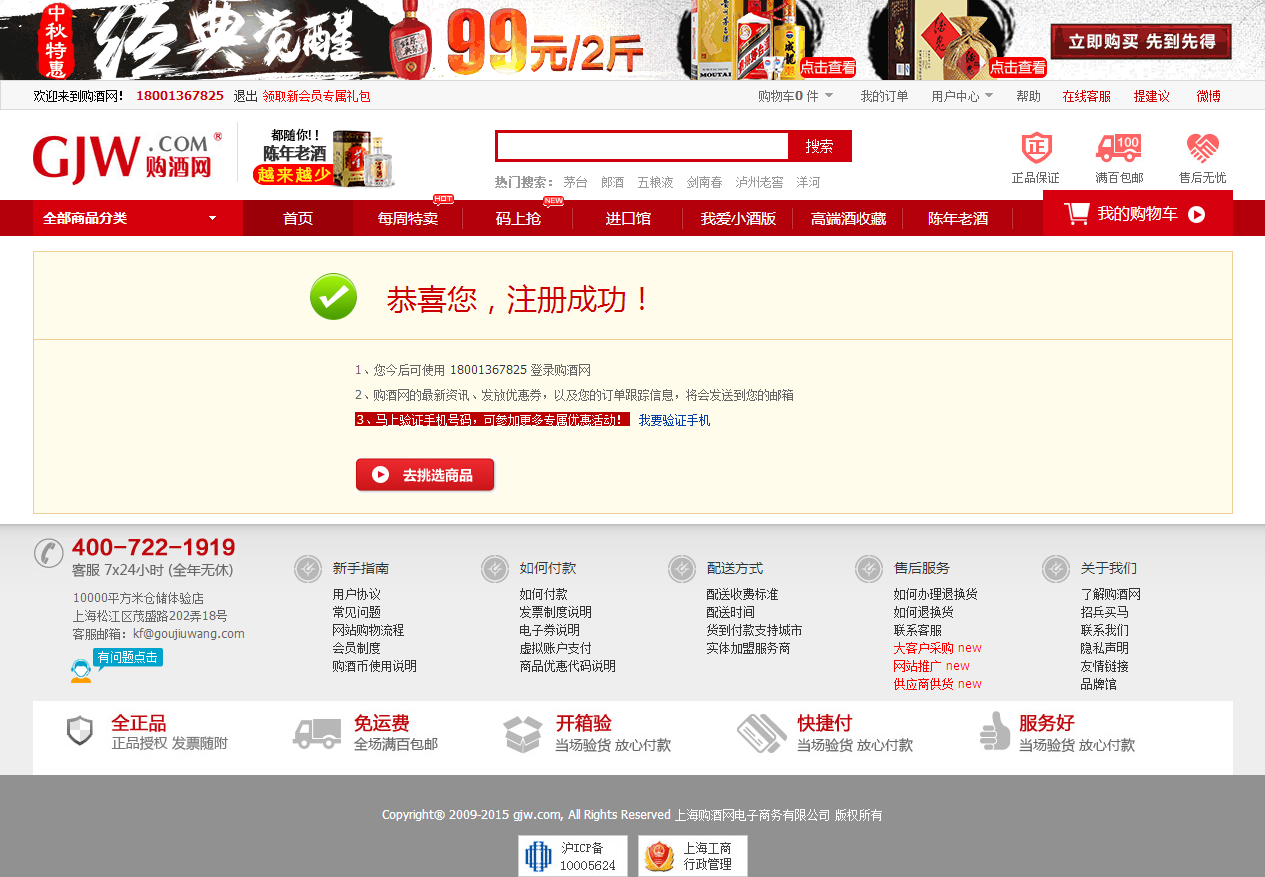 中秋特惠
经典觉醒
99元/2斤
MOUTAI
点击查看
点击查看
立即购买 先到先得
欢迎来到购酒网! 18001367825 退出 领取新会员专属礼包
购物车0 件 我的订单 用户中心 帮助 在线客服 提建议 微博
GJW.COM® 购酒网
都随你!!
陈年老酒
越来越少
搜索
热门搜索： 茅台 郎酒 五粮液 剑南春 泸州老窖 洋河
正
正品保证
100
满百包邮
售后无忧
全部商品分类 首页 每周特卖 HOT 码上抢 NEW 进口馆 我爱小酒版 高端酒收藏 陈年老酒 我的购物车
恭喜您，注册成功！
1、您今后可使用 18001367825 登录购酒网
2、购酒网的最新资讯、发放优惠券，以及您的订单跟踪信息，将会发送到您的邮箱
3、马上验证手机号码，可参加更多专属优惠活动! 我要验证手机
去挑选商品
400-722-1919
客服 7x24小时 (全年无休)
10000平方米仓储体验店
上海松江区茂盛路202弄18号
客服邮箱：kf@goujiuwang.com
有问题点击
新手指南
用户协议
常见问题
网站购物流程
会员制度
购酒币使用说明
如何付款
如何付款
发票制度说明
电子券说明
虚拟账户支付
商品优惠代码说明
配送方式
配送收费标准
配送时间
货到付款支持城市
实体加盟服务商
售后服务
如何办理退换货
如何退换货
联系客服
大客户采购 new
网站推广 new
供应商供货 new
关于我们
了解购酒网
招兵买马
联系我们
隐私声明
友情链接
品牌馆
全正品
正品授权 发票随附
免运费
全场满百包邮
开箱验
当场验货 放心付款
快捷付
当场验货 放心付款
服务好
当场验货 放心付款
Copyright® 2009-2015 gjw.com, All Rights Reserved 上海购酒网电子商务有限公司 版权所有
沪ICP备
10005624
上海工商
行政管理